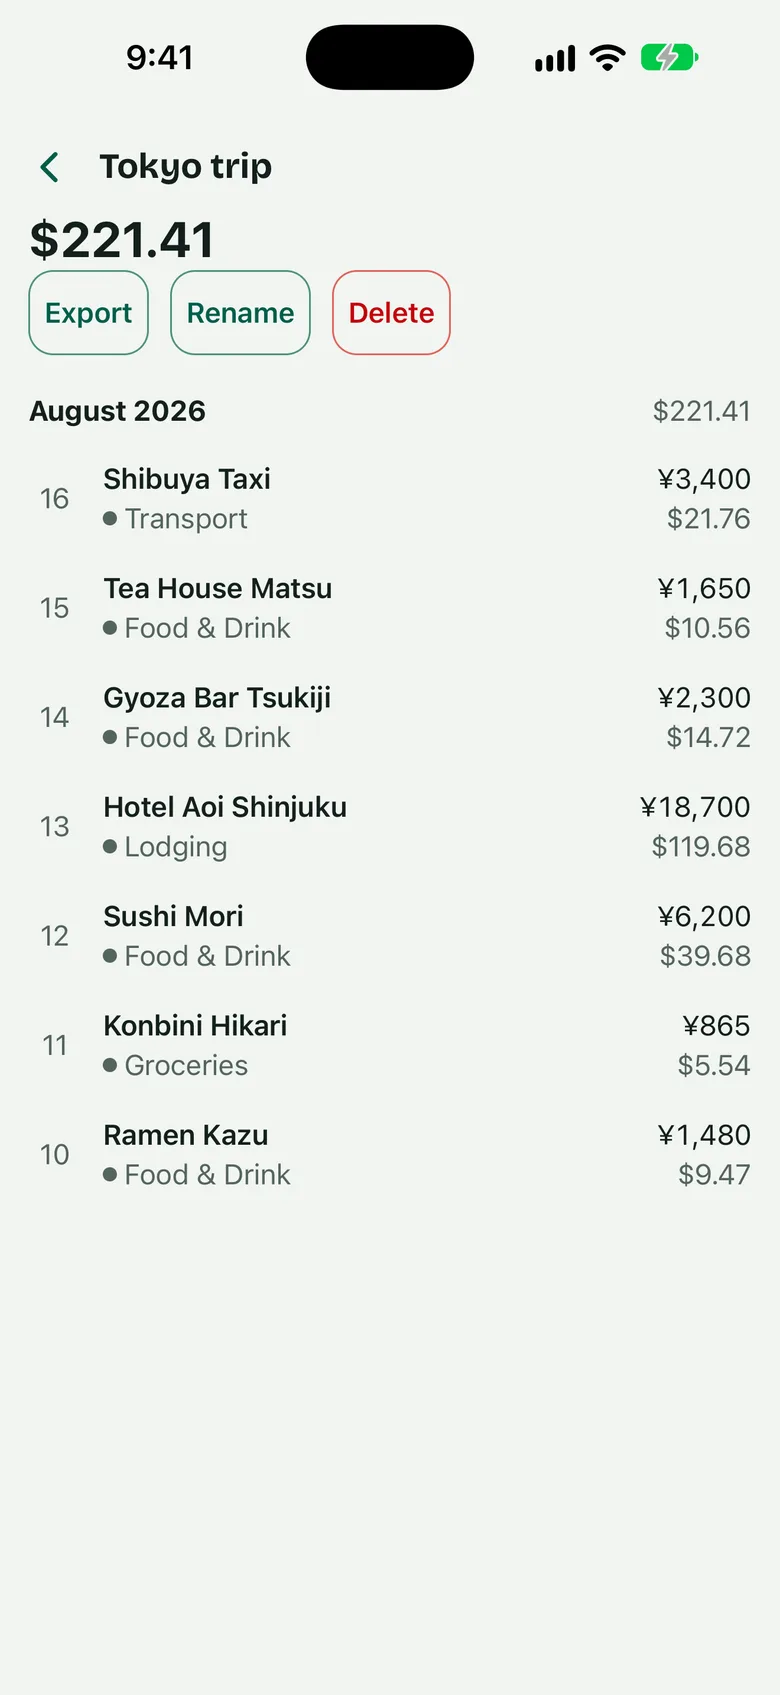 9:41
Tokyo trip
$221.41
Export Rename Delete
August 2026 $221.41
16 Shibuya Taxi ¥3,400
Transport $21.76
15 Tea House Matsu ¥1,650
Food & Drink $10.56
14 Gyoza Bar Tsukiji ¥2,300
Food & Drink $14.72
13 Hotel Aoi Shinjuku ¥18,700
Lodging $119.68
12 Sushi Mori ¥6,200
Food & Drink $39.68
11 Konbini Hikari ¥865
Groceries $5.54
10 Ramen Kazu ¥1,480
Food & Drink $9.47